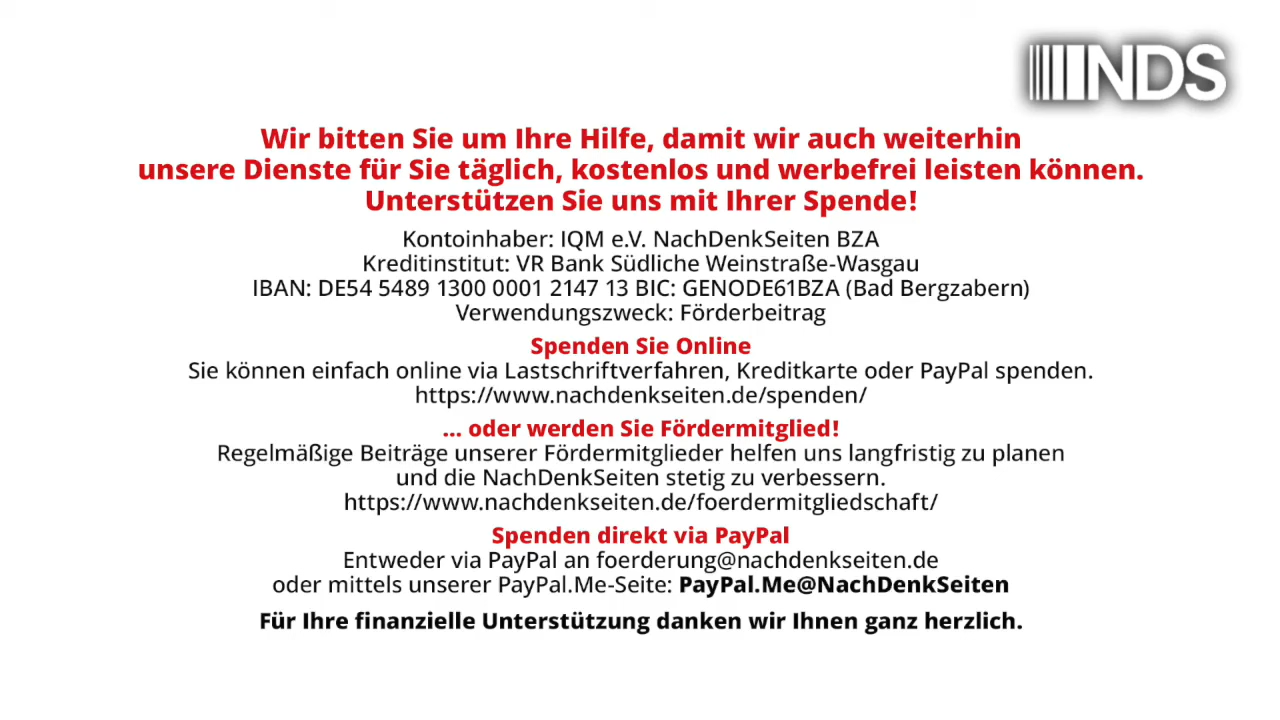 NDS
Wir bitten Sie um Ihre Hilfe, damit wir auch weiterhin
unsere Dienste für Sie täglich, kostenlos und werbefrei leisten können.
Unterstützen Sie uns mit Ihrer Spende!
Kontoinhaber: IQM e.V. NachDenkSeiten BZA
Kreditinstitut: VR Bank Südliche Weinstraße-Wasgau
IBAN: DE54 5489 1300 0001 2147 13 BIC: GENODE61BZA (Bad Bergzabern)
Verwendungszweck: Förderbeitrag
Spenden Sie Online
Sie können einfach online via Lastschriftverfahren, Kreditkarte oder PayPal spenden.
https://www.nachdenkseiten.de/spenden/
... oder werden Sie Fördermitglied!
Regelmäßige Beiträge unserer Fördermitglieder helfen uns langfristig zu planen
und die NachDenkSeiten stetig zu verbessern.
https://www.nachdenkseiten.de/foerdermitgliedschaft/
Spenden direkt via PayPal
Entweder via PayPal an foerderung@nachdenkseiten.de
oder mittels unserer PayPal.Me-Seite: PayPal.Me@NachDenkSeiten
Für Ihre finanzielle Unterstützung danken wir Ihnen ganz herzlich.